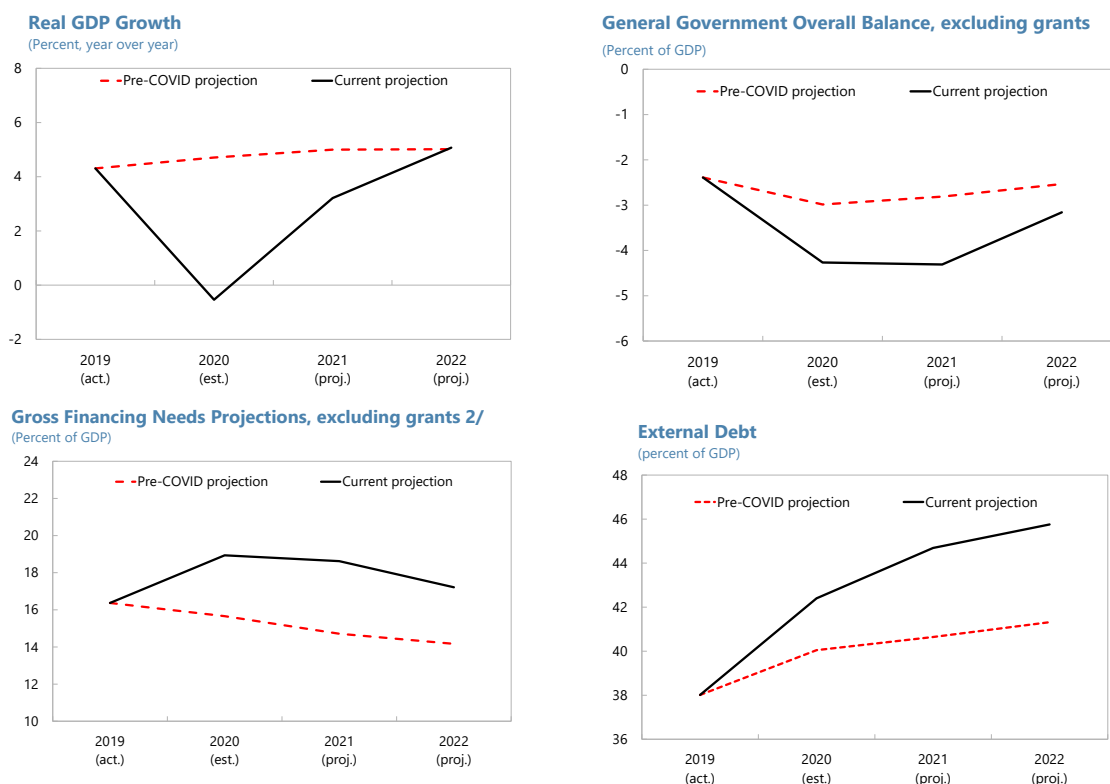 Real GDP Growth
(Percent, year over year)
8
6
4
2
0
-2
Pre-COVID projection
Current projection
2019 2020 2021 2022
(act.) (est.) (proj.) (proj.)
General Government Overall Balance, excluding grants
(Percent of GDP)
0
-1
-2
-3
-4
-5
-6
Pre-COVID projection
Current projection
2019 2020 2021 2022
(act.) (est.) (proj.) (proj.)
Gross Financing Needs Projections, excluding grants 2/
(Percent of GDP)
24
22
20
18
16
14
12
10
Pre-COVID projection
Current projection
2019 2020 2021 2022
(act.) (est.) (proj.) (proj.)
External Debt
(percent of GDP)
48
46
44
42
40
38
36
Pre-COVID projection
Current projection
2019 2020 2021 2022
(act.) (est.) (proj.) (proj.)